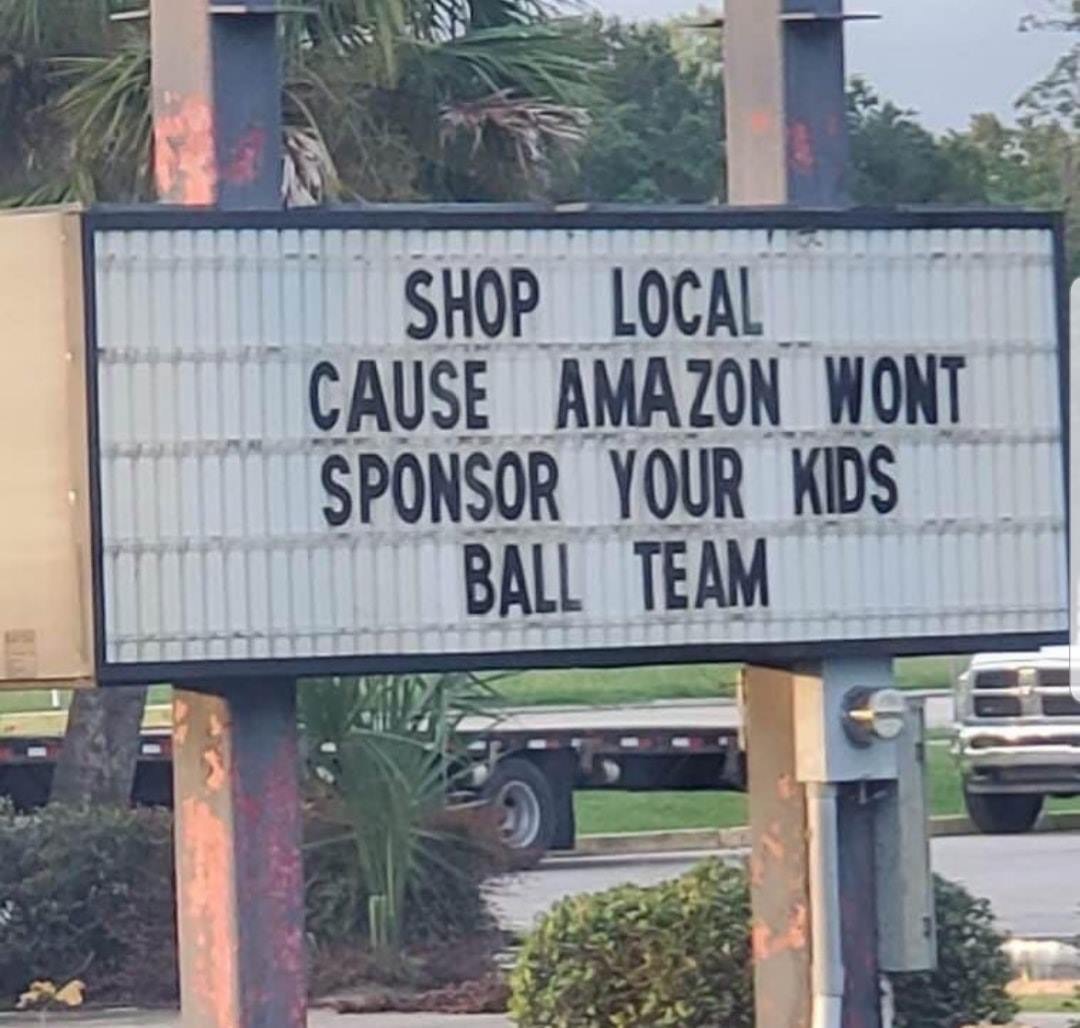 SHOP LOCAL
CAUSE AMAZON WONT
SPONSOR YOUR KIDS
BALL TEAM